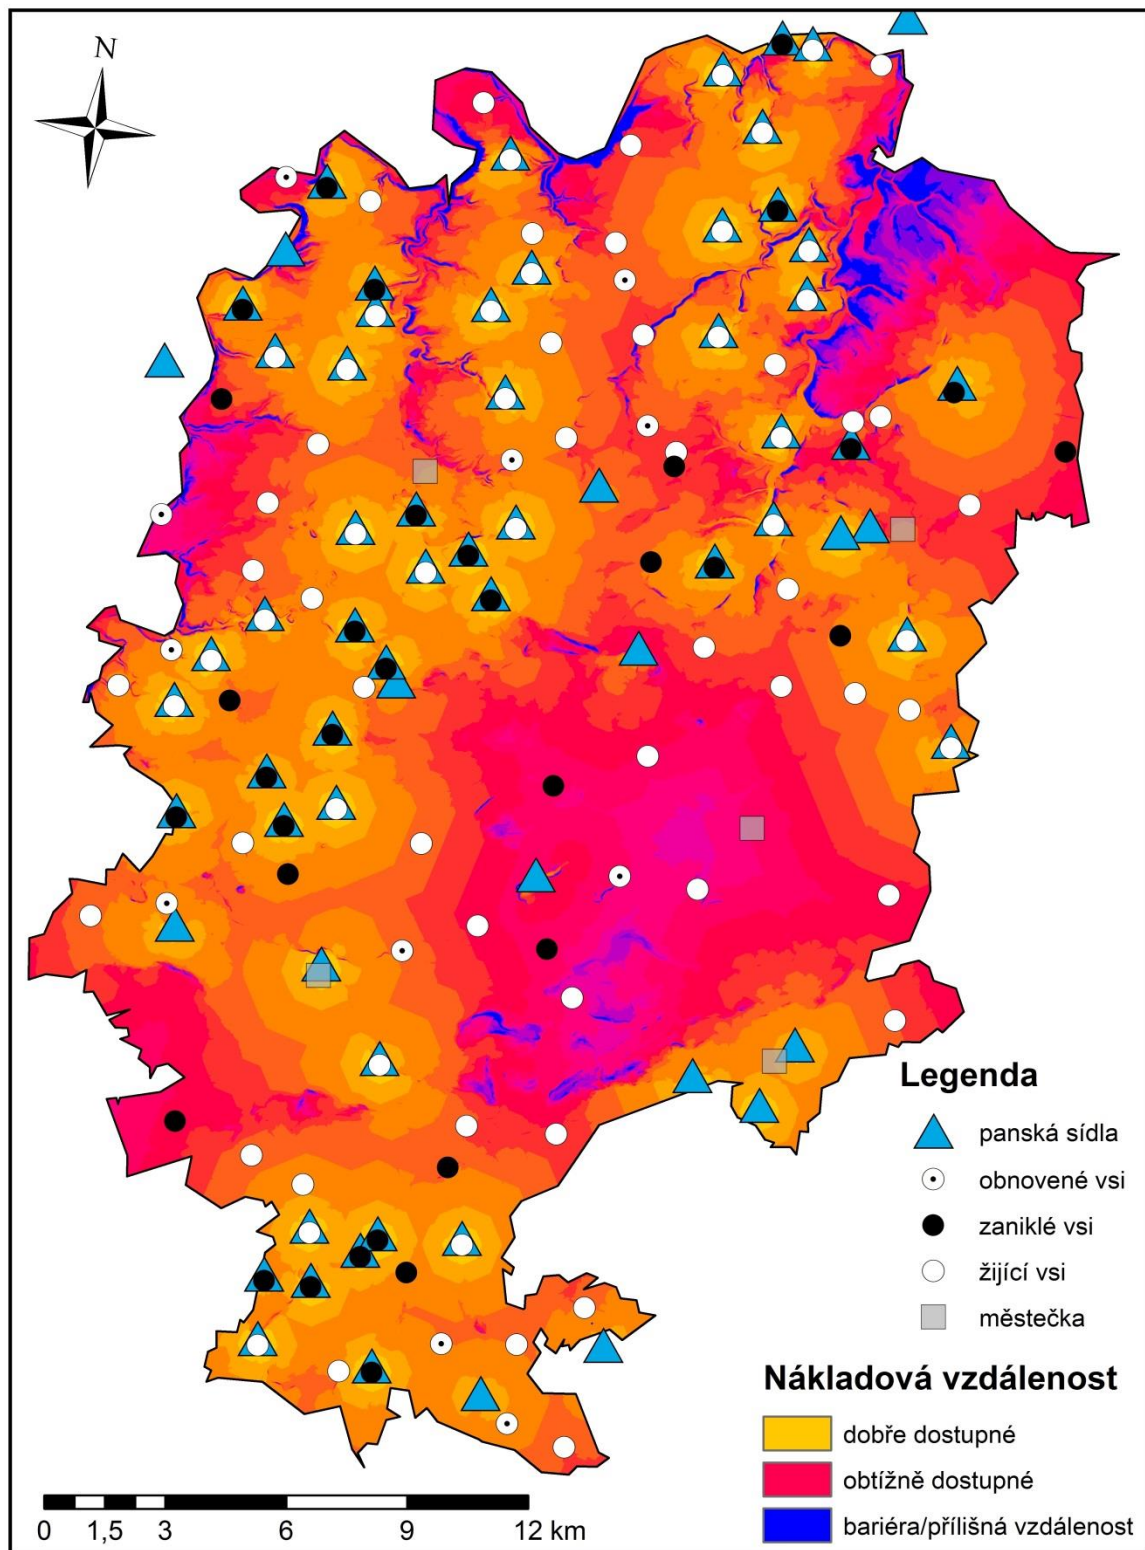 N
Legenda
panská sídla
obnovené vsi
zaniklé vsi
žijící vsi
městečka
Nákladová vzdálenost
dobře dostupné
obtížně dostupné
bariéra/přílišná vzdálenost
0 1,5 3 6 9 12 km